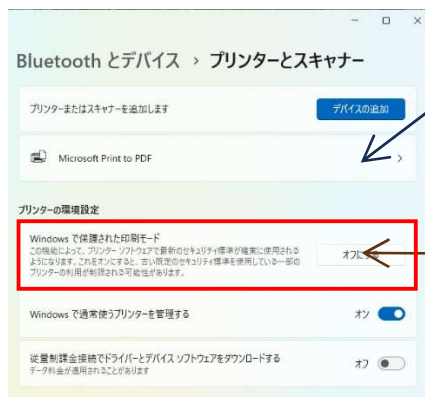 Bluetooth とデバイス › プリンターとスキャナー
プリンターまたはスキャナーを追加します
デバイスの追加
Microsoft Print to PDF
プリンターの環境設定
Windows で保護された印刷モード
この機能によって、プリンター ソフトウェアで最新のセキュリティ標準が確実に使用される
ようになります。これをオンにすると、古い既定のセキュリティ標準を使用している一部の
プリンターの利用が制限される可能性があります。
オフにする
Windows で通常使うプリンターを管理する
オン
従量制課金接続でドライバーとデバイス ソフトウェアをダウンロードする
データ料金が適用されることがあります
オフ